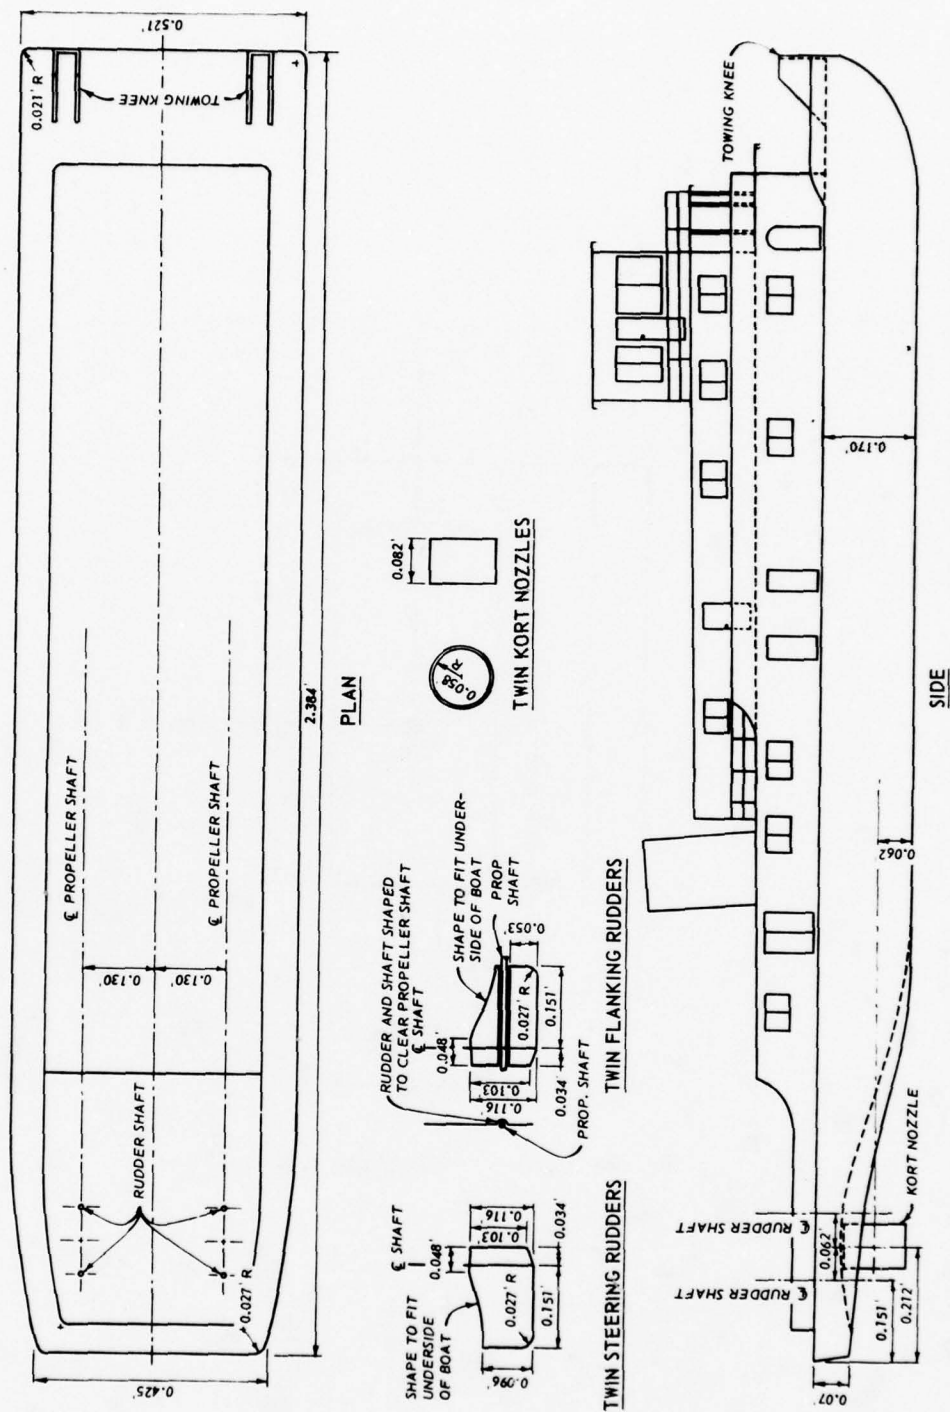 0.521'
0.021' R
TOWING KNEE
℄ PROPELLER SHAFT
℄ PROPELLER SHAFT
0.130'
0.130'
RUDDER SHAFT
0.027' R
0.425'
2.384'
PLAN
0.082'
0.058' R
TWIN KORT NOZZLES
RUDDER AND SHAFT SHAPED
TO CLEAR PROPELLER SHAFT
℄ SHAFT
SHAPE TO FIT UNDER-
SIDE OF BOAT
PROP
SHAFT
0.048'
0.053'
0.027' R
0.103'
0.116'
0.151'
0.034'
PROP. SHAFT
TWIN FLANKING RUDDERS
SHAPE TO FIT
UNDERSIDE
OF BOAT
℄ SHAFT
0.048'
0.116'
0.103'
0.027' R
0.096'
0.151'
0.034'
TWIN STEERING RUDDERS
TOWING KNEE
0.170'
0.062'
KORT NOZZLE
℄ RUDDER SHAFT
0.062'
℄ RUDDER SHAFT
0.151'
0.212'
0.07'
SIDE